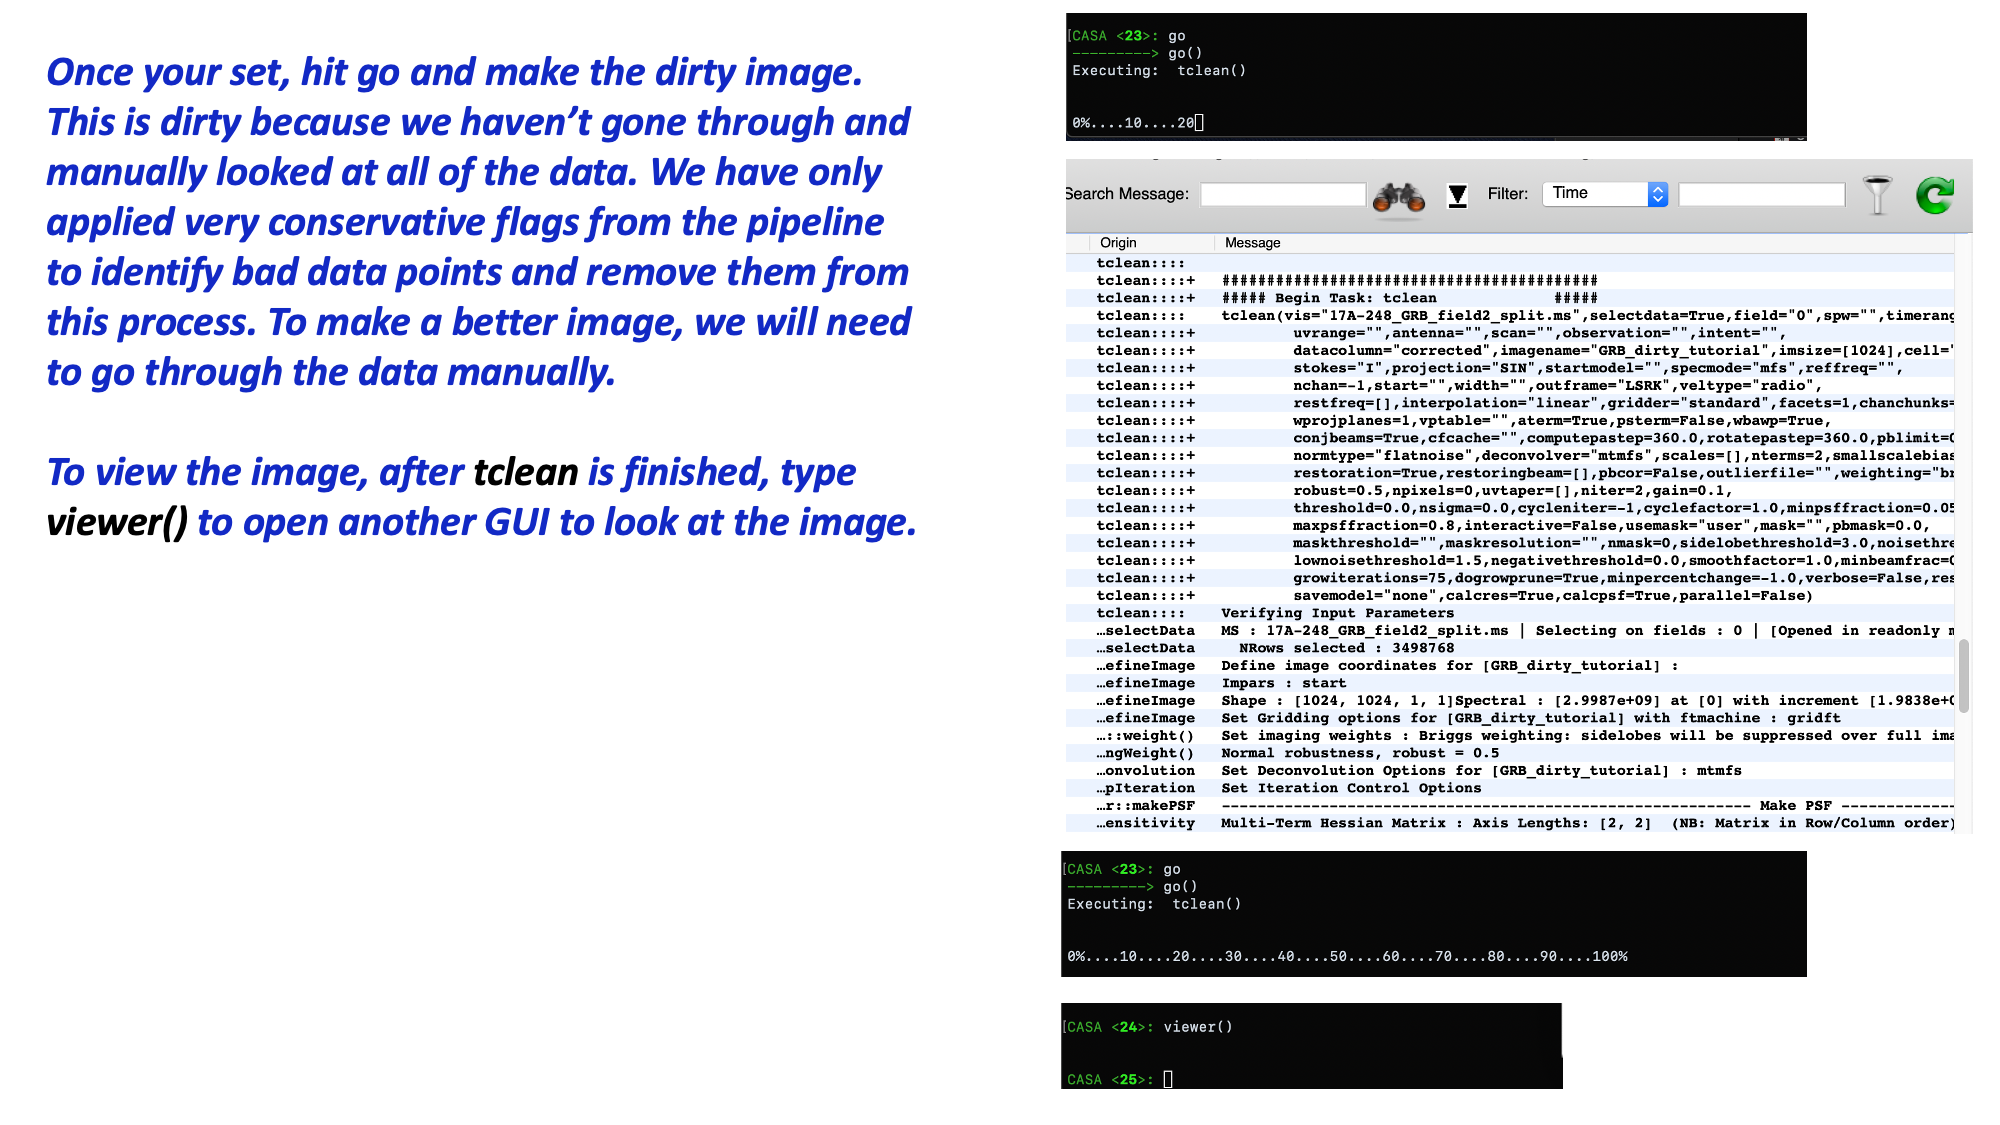 Once your set, hit go and make the dirty image.
This is dirty because we haven’t gone through and
manually looked at all of the data. We have only
applied very conservative flags from the pipeline
to identify bad data points and remove them from
this process. To make a better image, we will need
to go through the data manually.
To view the image, after tclean is finished, type
viewer() to open another GUI to look at the image.
[CASA <23>: go
---------> go()
Executing:  tclean()
0%....10....20
Search Message: Filter: Time
Origin Message
tclean::::
tclean::::+ ##########################################
tclean::::+ ##### Begin Task: tclean             #####
tclean:::: tclean(vis="17A-248_GRB_field2_split.ms",selectdata=True,field="0",spw="",timerang
tclean::::+ uvrange="",antenna="",scan="",observation="",intent="",
tclean::::+ datacolumn="corrected",imagename="GRB_dirty_tutorial",imsize=[1024],cell="
tclean::::+ stokes="I",projection="SIN",startmodel="",specmode="mfs",reffreq="",
tclean::::+ nchan=-1,start="",width="",outframe="LSRK",veltype="radio",
tclean::::+ restfreq=[],interpolation="linear",gridder="standard",facets=1,chanchunks=
tclean::::+ wprojplanes=1,vptable="",aterm=True,psterm=False,wbawp=True,
tclean::::+ conjbeams=True,cfcache="",computepastep=360.0,rotatepastep=360.0,pblimit=0
tclean::::+ normtype="flatnoise",deconvolver="mtmfs",scales=[],nterms=2,smallscalebias
tclean::::+ restoration=True,restoringbeam=[],pbcor=False,outlierfile="",weighting="br
tclean::::+ robust=0.5,npixels=0,uvtaper=[],niter=2,gain=0.1,
tclean::::+ threshold=0.0,nsigma=0.0,cycleniter=-1,cyclefactor=1.0,minpsffraction=0.05
tclean::::+ maxpsffraction=0.8,interactive=False,usemask="user",mask="",pbmask=0.0,
tclean::::+ maskthreshold="",maskresolution="",nmask=0,sidelobethreshold=3.0,noisethre
tclean::::+ lownoisethreshold=1.5,negativethreshold=0.0,smoothfactor=1.0,minbeamfrac=0
tclean::::+ growiterations=75,dogrowprune=True,minpercentchange=-1.0,verbose=False,res
tclean::::+ savemodel="none",calcres=True,calcpsf=True,parallel=False)
tclean:::: Verifying Input Parameters
…selectData MS : 17A-248_GRB_field2_split.ms | Selecting on fields : 0 | [Opened in readonly m
…selectData NRows selected : 3498768
…efineImage Define image coordinates for [GRB_dirty_tutorial] :
…efineImage Impars : start
…efineImage Shape : [1024, 1024, 1, 1]Spectral : [2.9987e+09] at [0] with increment [1.9838e+0
…efineImage Set Gridding options for [GRB_dirty_tutorial] with ftmachine : gridft
…::weight() Set imaging weights : Briggs weighting: sidelobes will be suppressed over full ima
…ngWeight() Normal robustness, robust = 0.5
…onvolution Set Deconvolution Options for [GRB_dirty_tutorial] : mtmfs
…pIteration Set Iteration Control Options
…r::makePSF ----------------------------------------------------------- Make PSF -------------
…ensitivity Multi-Term Hessian Matrix : Axis Lengths: [2, 2]  (NB: Matrix in Row/Column order)
[CASA <23>: go
---------> go()
Executing:  tclean()
0%....10....20....30....40....50....60....70....80....90....100%
[CASA <24>: viewer()
CASA <25>: